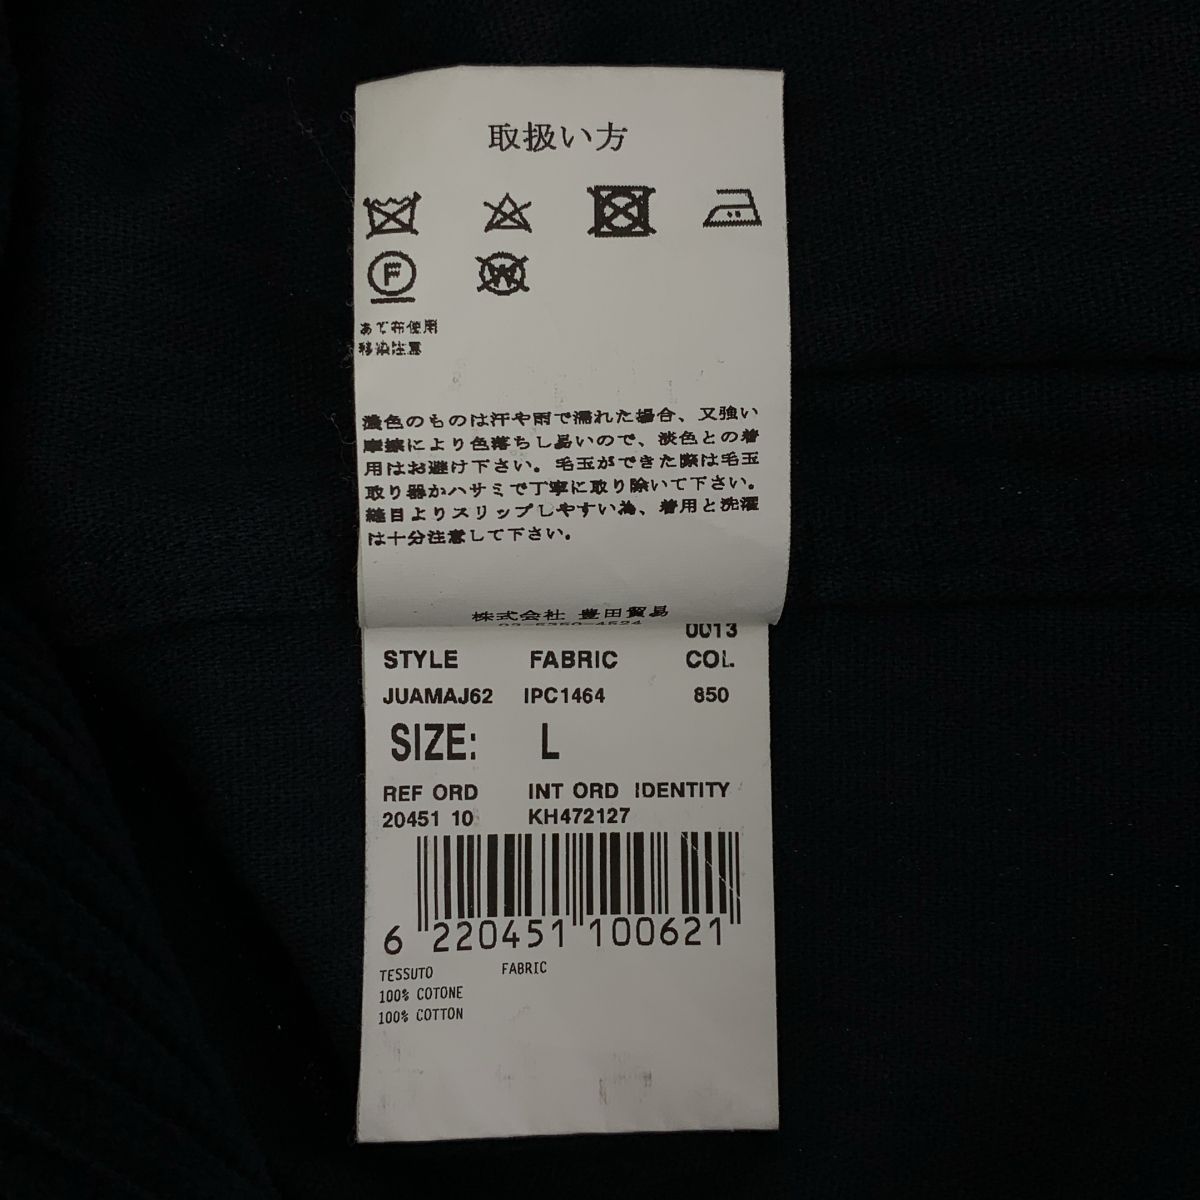 取扱い方
F
W
あて布使用
移染注意
濃色のものは汗や雨で濡れた場合、又強い
摩擦により色落ちし易いので、淡色との着
用はお避け下さい。毛玉ができた際は毛玉
取り器かハサミで丁寧に取り除いて下さい。
縫目よりスリップしやすい為、着用と洗濯
は十分注意して下さい。
株式会社 豊田貿易
0013
STYLE FABRIC COL.
JUAMAJ62 IPC1464 850
SIZE: L
REF ORD INT ORD IDENTITY
20451 10 KH472127
6 220451 100621
TESSUTO FABRIC
100% COTONE
100% COTTON